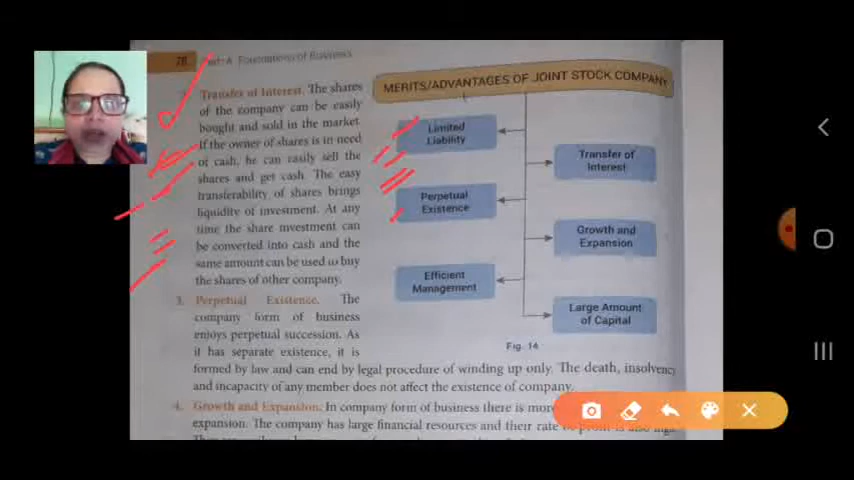 28 Part-A Foundations of Business
Transfer of Interest. The shares
of the company can be easily
bought and sold in the market.
If the owner of shares is in need
of cash, he can easily sell the
shares and get cash. The easy
transferability of shares brings
liquidity of investment. At any
time the share investment can
be converted into cash and the
same amount can be used to buy
the shares of other company.
3. Perpetual Existence. The
company form of business
enjoys perpetual succession. As
it has separate existence, it is
formed by law and can end by legal procedure of winding up only. The death, insolvency
and incapacity of any member does not affect the existence of company.
4. Growth and Expansion. In company form of business there is more
expansion. The company has large financial resources and their rate of profit is also high.
MERITS/ADVANTAGES OF JOINT STOCK COMPANY
Limited
Liability
Transfer of
Interest
Perpetual
Existence
Growth and
Expansion
Efficient
Management
Large Amount
of Capital
Fig. 14